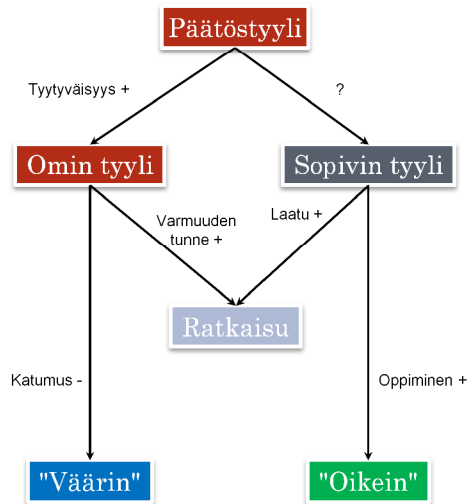 Päätöstyyli
Tyytyväisyys +
?
Omin tyyli
Sopivin tyyli
Varmuuden
tunne +
Laatu +
Ratkaisu
Katumus -
Oppiminen +
"Väärin"
"Oikein"